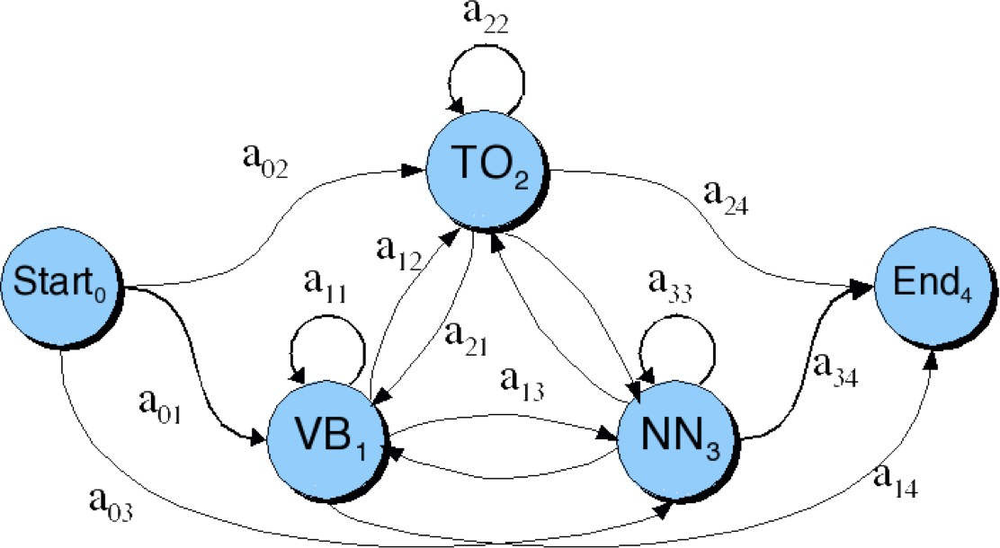 a22
TO2
a02
a24
Start0
a12
a11
a33
End4
a21
a13
a34
a01
VB1
NN3
a03
a14